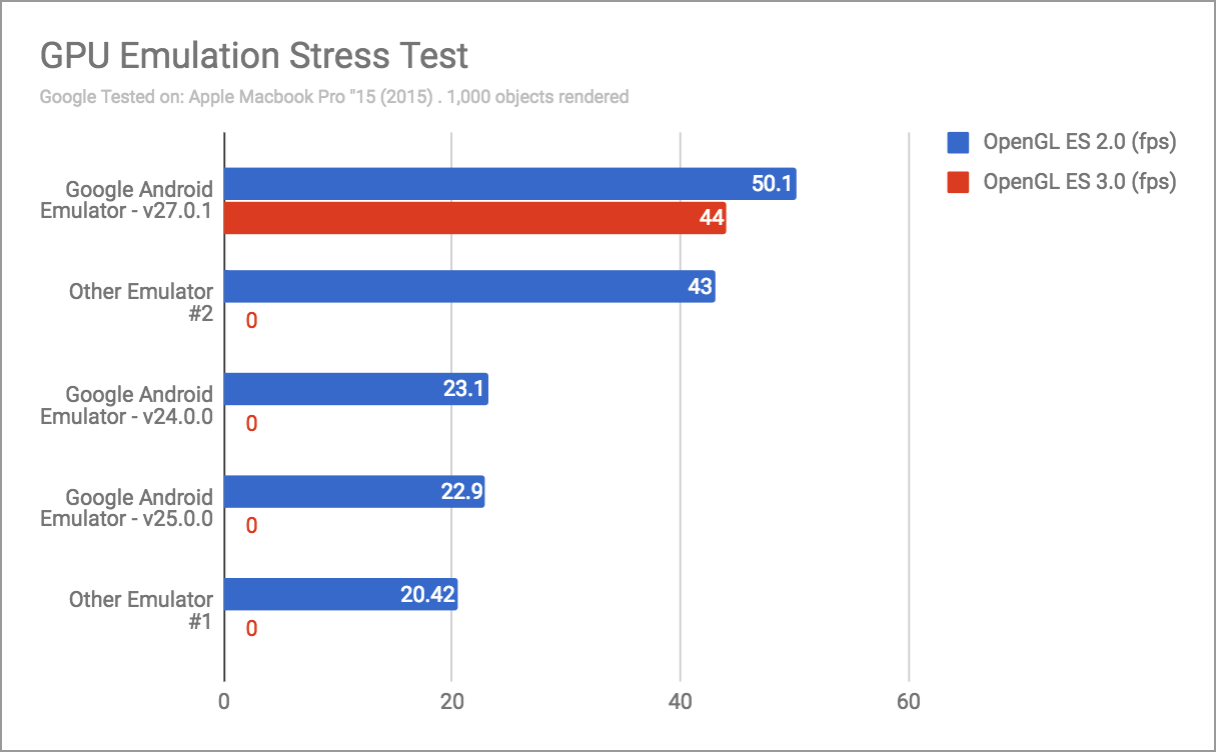 GPU Emulation Stress Test
Google Tested on: Apple Macbook Pro "15 (2015) . 1,000 objects rendered
OpenGL ES 2.0 (fps)
OpenGL ES 3.0 (fps)
Google Android
Emulator - v27.0.1
50.1
44
Other Emulator
#2
43
0
Google Android
Emulator - v24.0.0
23.1
0
Google Android
Emulator - v25.0.0
22.9
0
Other Emulator
#1
20.42
0
0 20 40 60